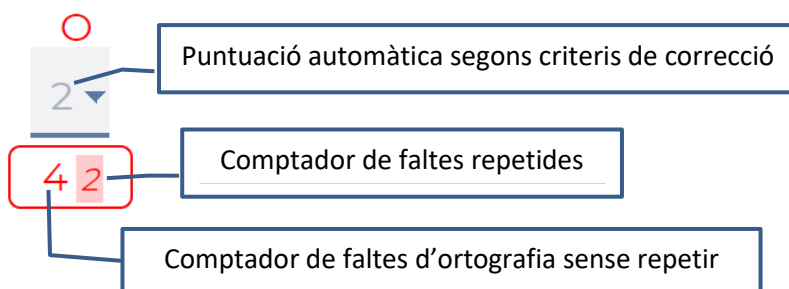 O
Puntuació automàtica segons criteris de correcció
2
Comptador de faltes repetides
4 2
Comptador de faltes d’ortografia sense repetir